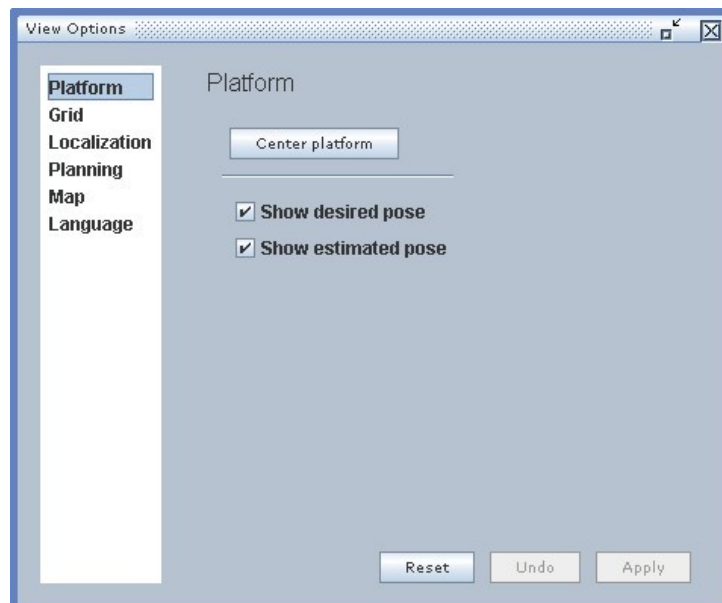 View Options
Platform
Grid
Localization
Planning
Map
Language
Platform
Center platform
Show desired pose
Show estimated pose
Reset Undo Apply